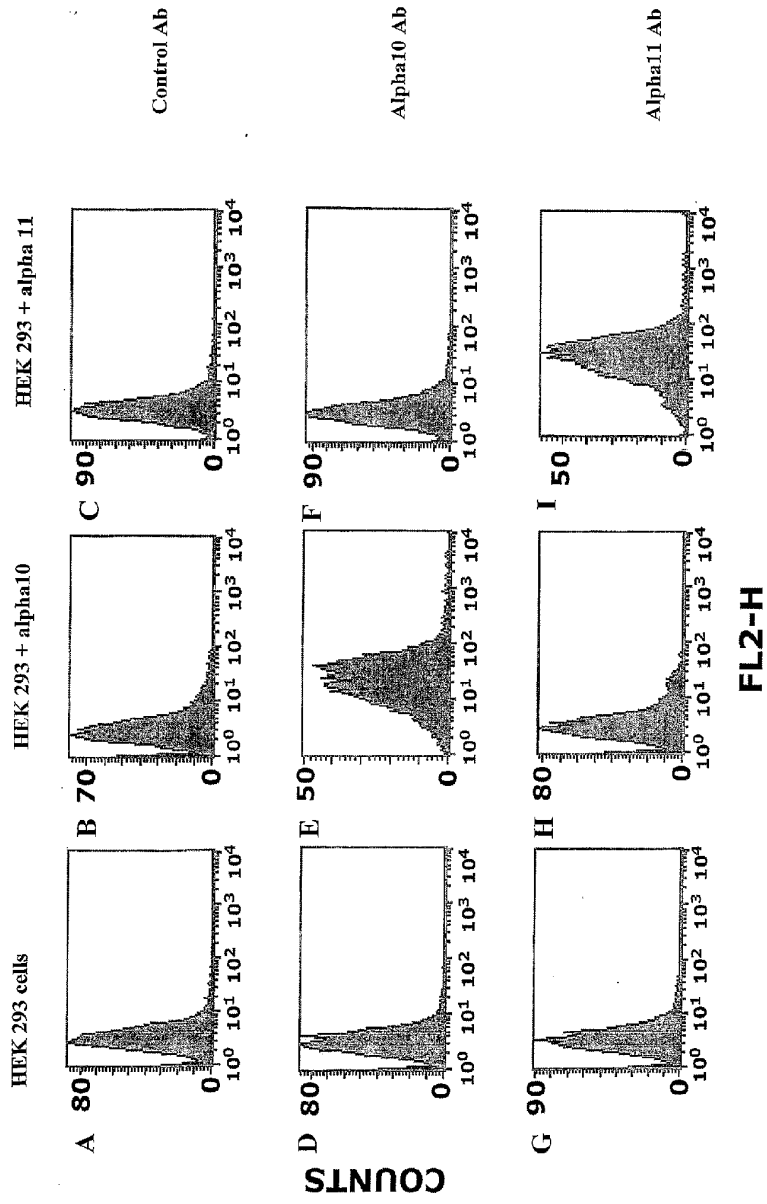 HEK 293 cells
HEK 293 + alpha10
HEK 293 + alpha 11
A
80
0
10⁰ 10¹ 10² 10³ 10⁴
B
70
0
10⁰ 10¹ 10² 10³ 10⁴
C
90
0
10⁰ 10¹ 10² 10³ 10⁴
Control Ab
D
80
0
10⁰ 10¹ 10² 10³ 10⁴
E
50
0
10⁰ 10¹ 10² 10³ 10⁴
F
90
0
10⁰ 10¹ 10² 10³ 10⁴
Alpha10 Ab
G
90
0
10⁰ 10¹ 10² 10³ 10⁴
H
80
0
10⁰ 10¹ 10² 10³ 10⁴
I
50
0
10⁰ 10¹ 10² 10³ 10⁴
Alpha11 Ab
COUNTS
FL2-H